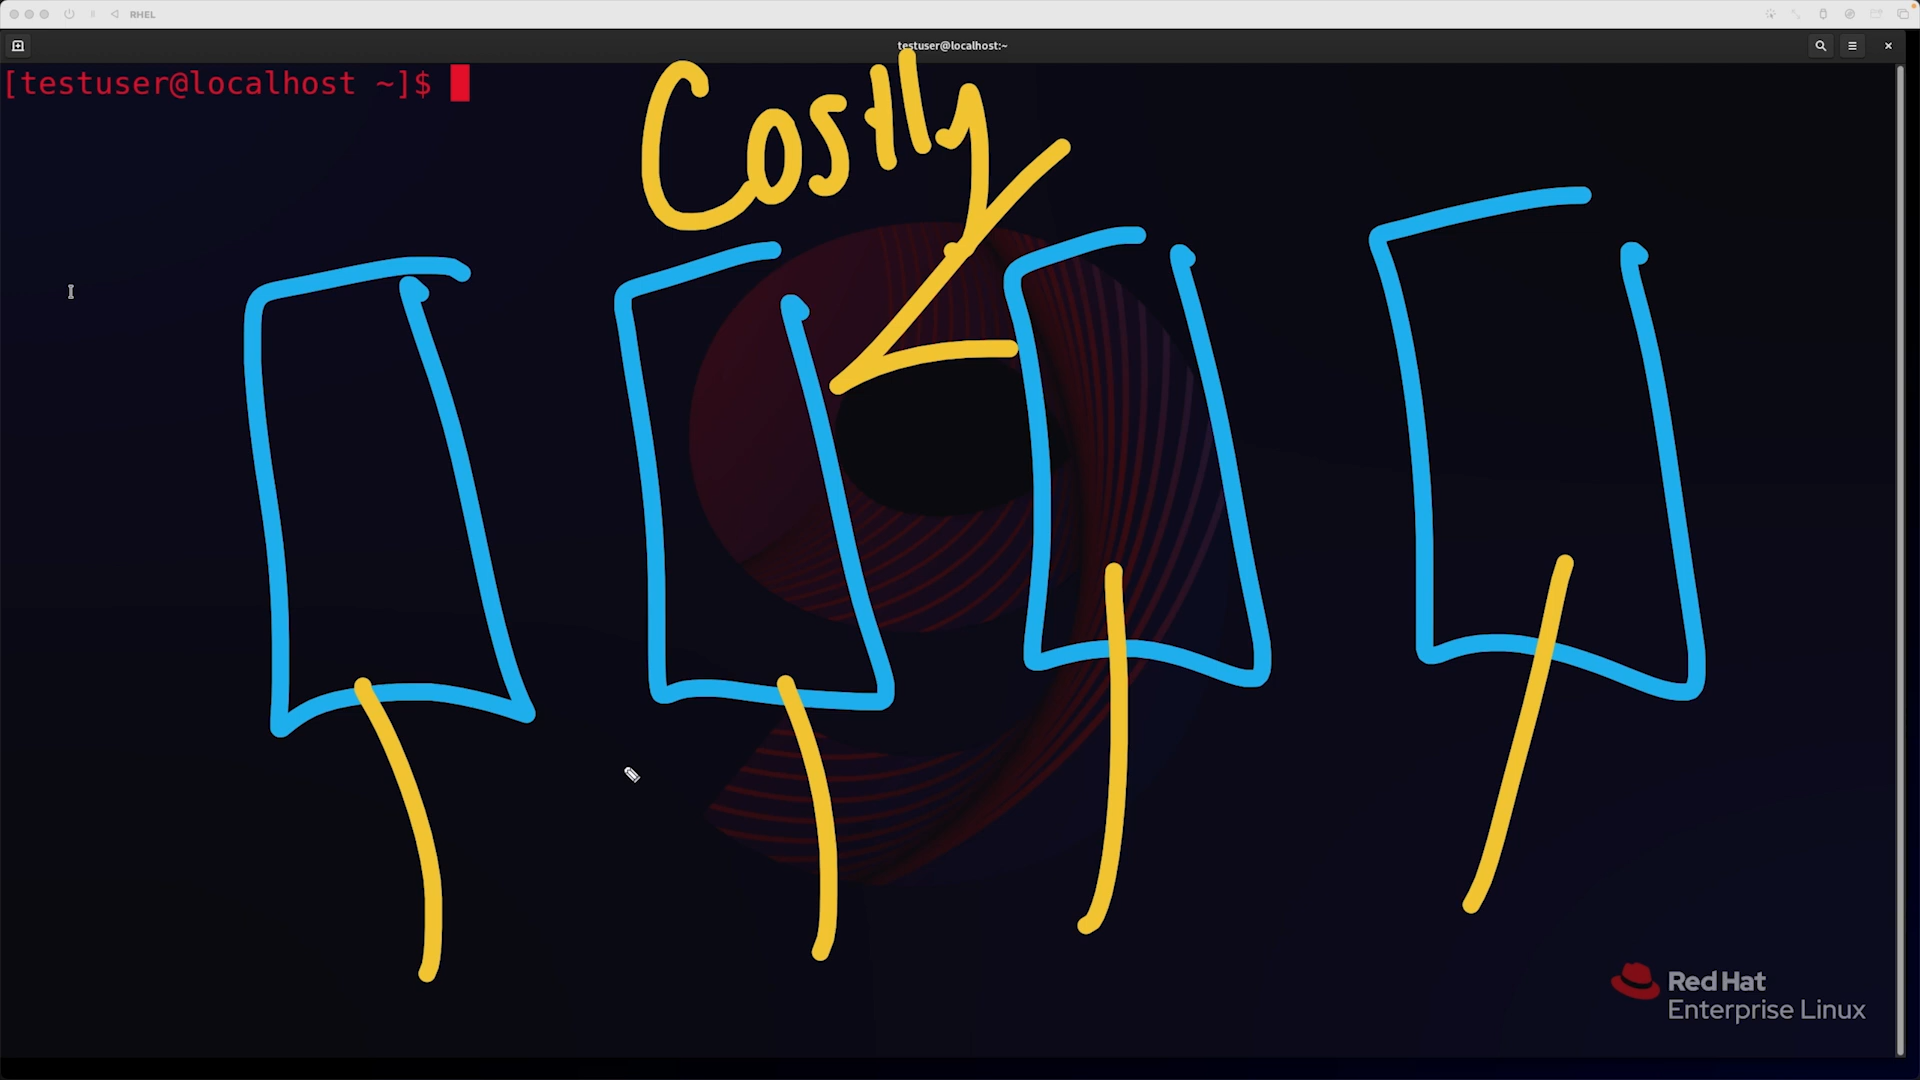 RHEL
testuser@localhost:~
[testuser@localhost ~]$
Costly
Red Hat
Enterprise Linux